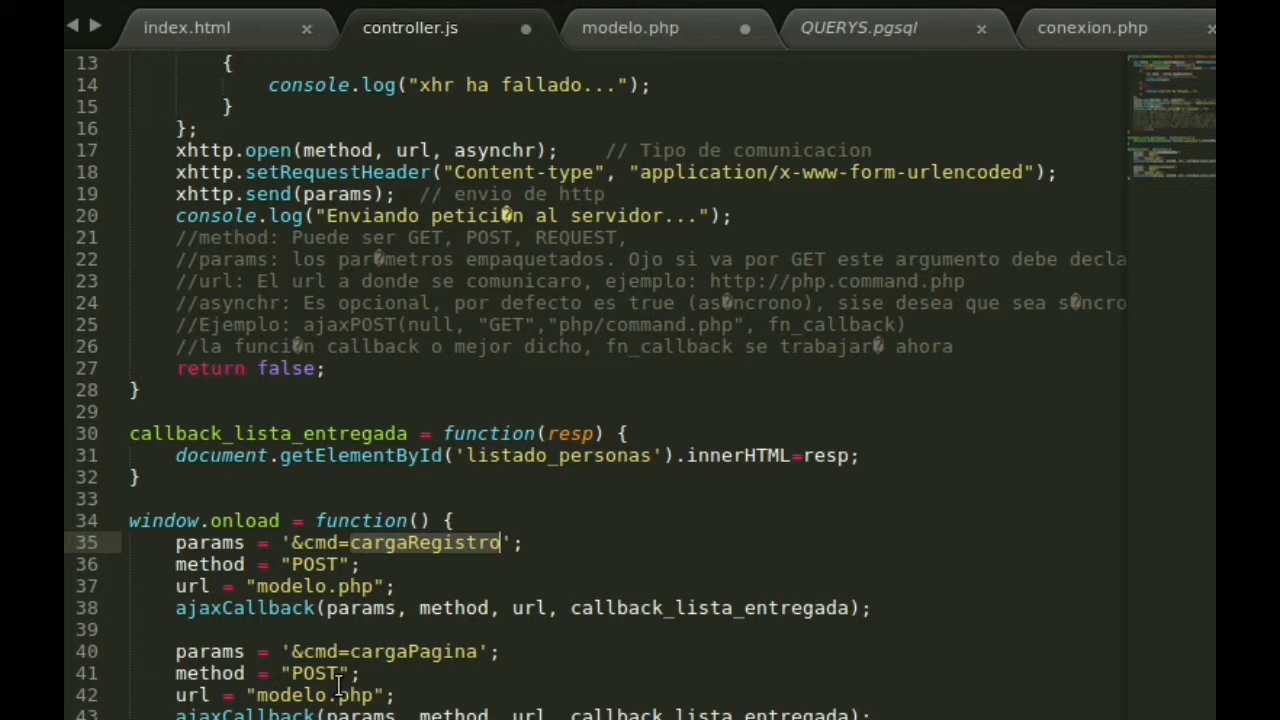 index.html × controller.js modelo.php QUERYS.pgsql × conexion.php ×
13 {
14 console.log("xhr ha fallado...");
15 }
16 };
17 xhttp.open(method, url, asynchr); // Tipo de comunicacion
18 xhttp.setRequestHeader("Content-type", "application/x-www-form-urlencoded");
19 xhttp.send(params); // envio de http
20 console.log("Enviando petici�n al servidor...");
21 //method: Puede ser GET, POST, REQUEST,
22 //params: los par�metros empaquetados. Ojo si va por GET este argumento debe decla
23 //url: El url a donde se comunicaro, ejemplo: http://php.command.php
24 //asynchr: Es opcional, por defecto es true (as�ncrono), sise desea que sea s�ncro
25 //Ejemplo: ajaxPOST(null, "GET","php/command.php", fn_callback)
26 //la funci�n callback o mejor dicho, fn_callback se trabajar� ahora
27 return false;
28 }
29
30 callback_lista_entregada = function(resp) {
31 document.getElementById('listado_personas').innerHTML=resp;
32 }
33
34 window.onload = function() {
35 params = '&cmd=cargaRegistro';
36 method = "POST";
37 url = "modelo.php";
38 ajaxCallback(params, method, url, callback_lista_entregada);
39
40 params = '&cmd=cargaPagina';
41 method = "POST";
42 url = "modelo.php";
43 ajaxCallback(params, method, url, callback_lista_entregada);